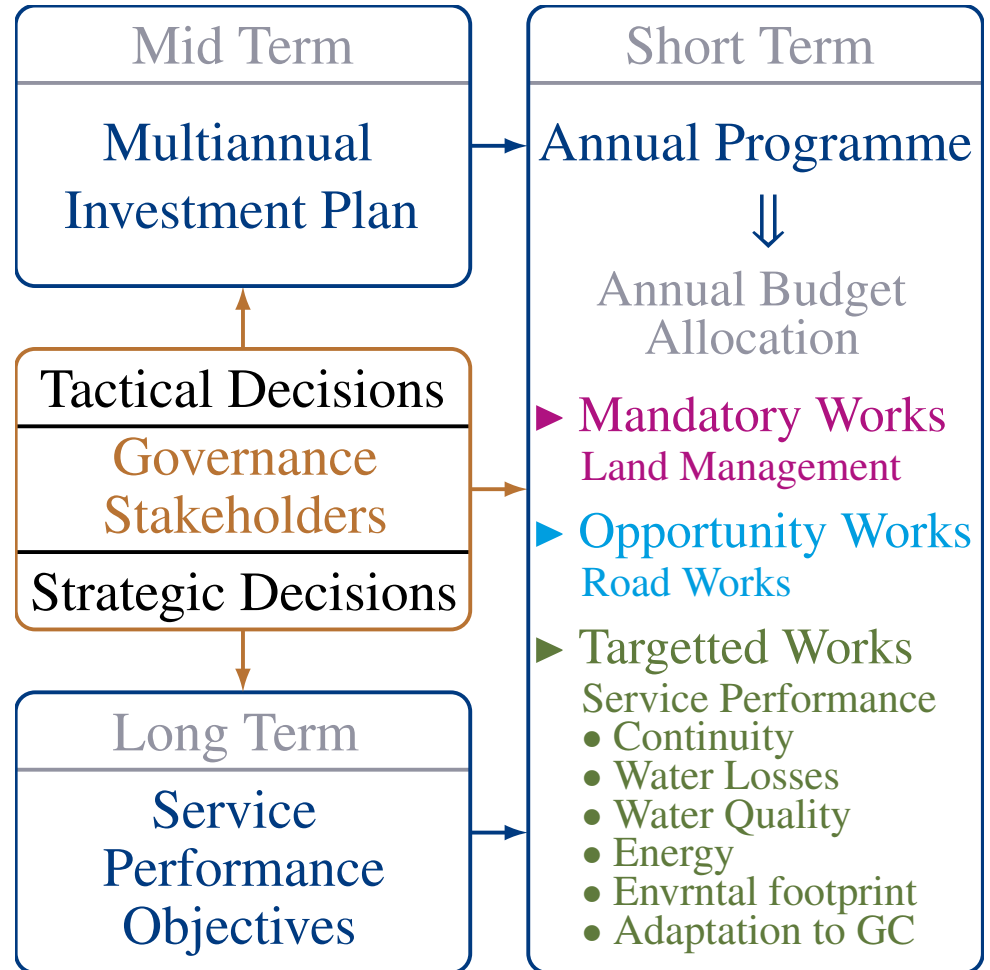 Mid Term
Multiannual
Investment Plan
Tactical Decisions
Governance
Stakeholders
Strategic Decisions
Long Term
Service
Performance
Objectives
Short Term
Annual Programme
⇓
Annual Budget
Allocation
► Mandatory Works
Land Management
► Opportunity Works
Road Works
► Targetted Works
Service Performance
• Continuity
• Water Losses
• Water Quality
• Energy
• Envrntal footprint
• Adaptation to GC